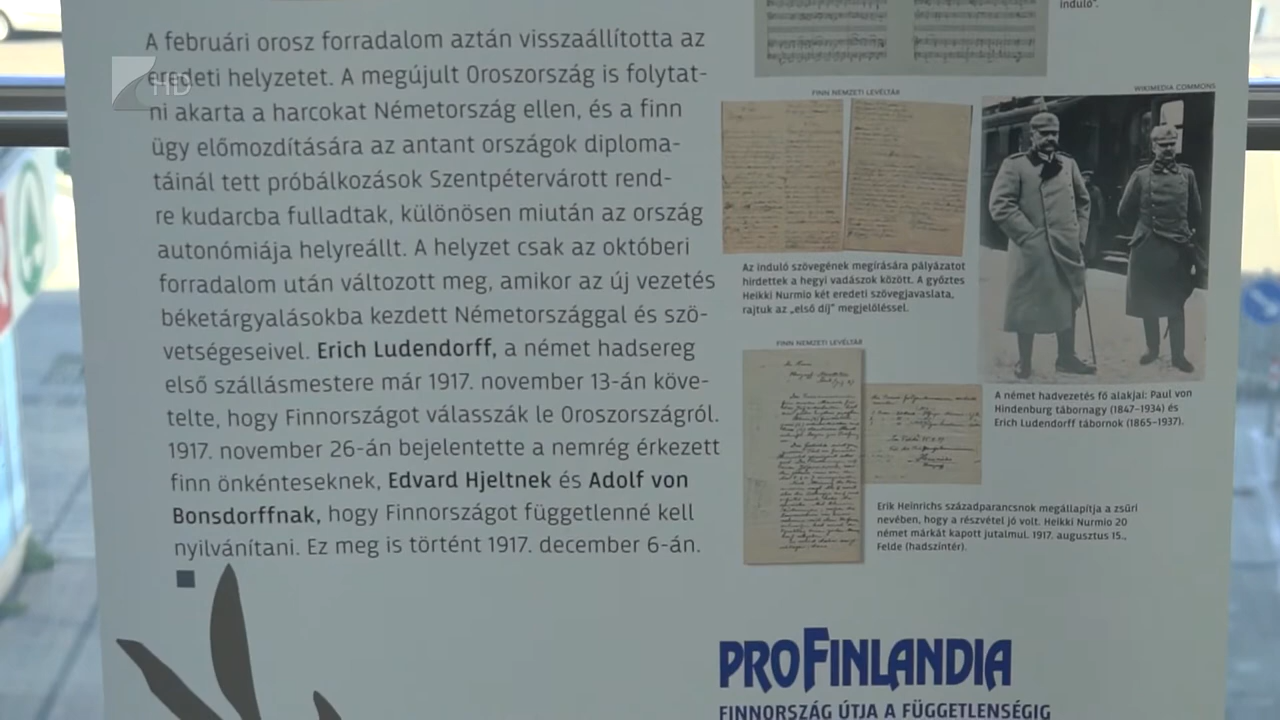 A februári orosz forradalom aztán visszaállította az
eredeti helyzetet. A megújult Oroszország is folytat-
ni akarta a harcokat Németország ellen, és a finn
ügy előmozdítására az antant országok diploma-
táinál tett próbálkozások Szentpétervárott rend-
re kudarcba fulladtak, különösen miután az ország
autonómiája helyreállt. A helyzet csak az októberi
forradalom után változott meg, amikor az új vezetés
béketárgyalásokba kezdett Németországgal és szö-
vetségeseivel. Erich Ludendorff, a német hadsereg
első szállásmestere már 1917. november 13-án köve-
telte, hogy Finnországot válasszák le Oroszországról.
1917. november 26-án bejelentette a nemrég érkezett
finn önkénteseknek, Edvard Hjeltnek és Adolf von
Bonsdorffnak, hogy Finnországot függetlenné kell
nyilvánítani. Ez meg is történt 1917. december 6-án.
HD
induló".
FINN NEMZETI LEVÉLTÁR
WIKIMEDIA COMMONS
Az induló szövegének megírására pályázatot
hirdettek a hegyi vadászok között. A győztes
Heikki Nurmio két eredeti szövegjavaslata,
rajtuk az „első díj" megjelöléssel.
FINN NEMZETI LEVÉLTÁR
A német hadvezetés fő alakjai: Paul von
Hindenburg tábornagy (1847–1934) és
Erich Ludendorff tábornok (1865–1937).
Erik Heinrichs századparancsnok megállapítja a zsűri
nevében, hogy a részvétel jó volt. Heikki Nurmio 20
német márkát kapott jutalmul. 1917. augusztus 15.,
Felde (hadszíntér).
PROFINLANDIA
FINNORSZÁG ÚTJA A FÜGGETLENSÉGIG